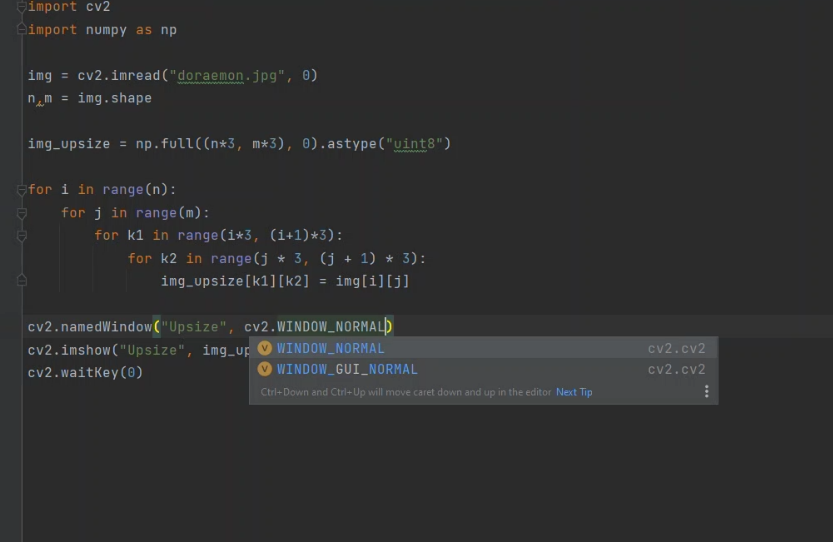 import cv2
import numpy as np
img = cv2.imread("doraemon.jpg", 0)
n,m = img.shape
img_upsize = np.full((n*3, m*3), 0).astype("uint8")
for i in range(n):
for j in range(m):
for k1 in range(i*3, (i+1)*3):
for k2 in range(j * 3, (j + 1) * 3):
img_upsize[k1][k2] = img[i][j]
cv2.namedWindow("Upsize", cv2.WINDOW_NORMAL)
cv2.imshow("Upsize", img_up
V WINDOW_NORMAL cv2.cv2
cv2.waitKey(0)
V WINDOW_GUI_NORMAL cv2.cv2
Ctrl+Down and Ctrl+Up will move caret down and up in the editor Next Tip